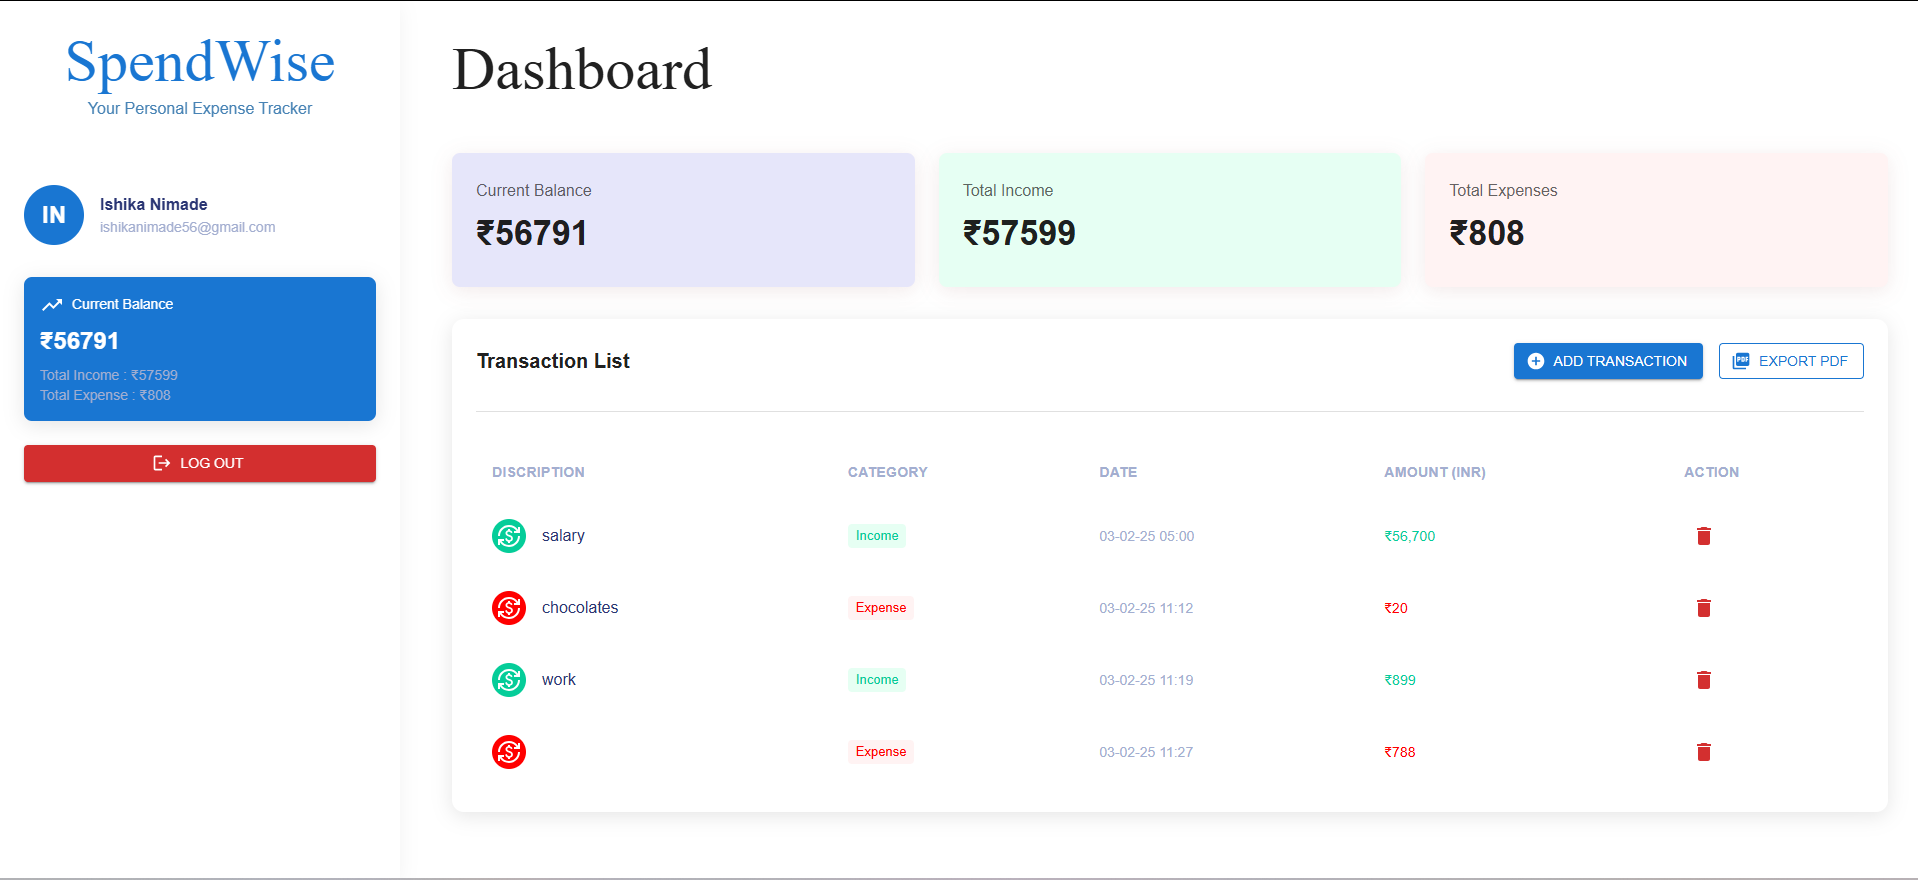 SpendWise
Your Personal Expense Tracker
IN
Ishika Nimade
ishikanimade56@gmail.com
Current Balance
₹56791
Total Income : ₹57599
Total Expense : ₹808
LOG OUT
Dashboard
Current Balance
₹56791
Total Income
₹57599
Total Expenses
₹808
Transaction List
ADD TRANSACTION
PDF EXPORT PDF
DISCRIPTION CATEGORY DATE AMOUNT (INR) ACTION
$ salary Income 03-02-25 05:00 ₹56,700
$ chocolates Expense 03-02-25 11:12 ₹20
$ work Income 03-02-25 11:19 ₹899
$ Expense 03-02-25 11:27 ₹788